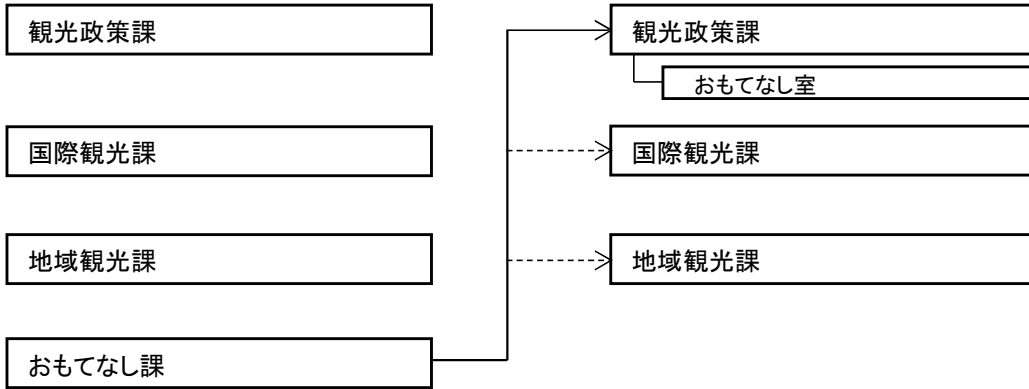 観光政策課
国際観光課
地域観光課
おもてなし課
観光政策課
おもてなし室
国際観光課
地域観光課